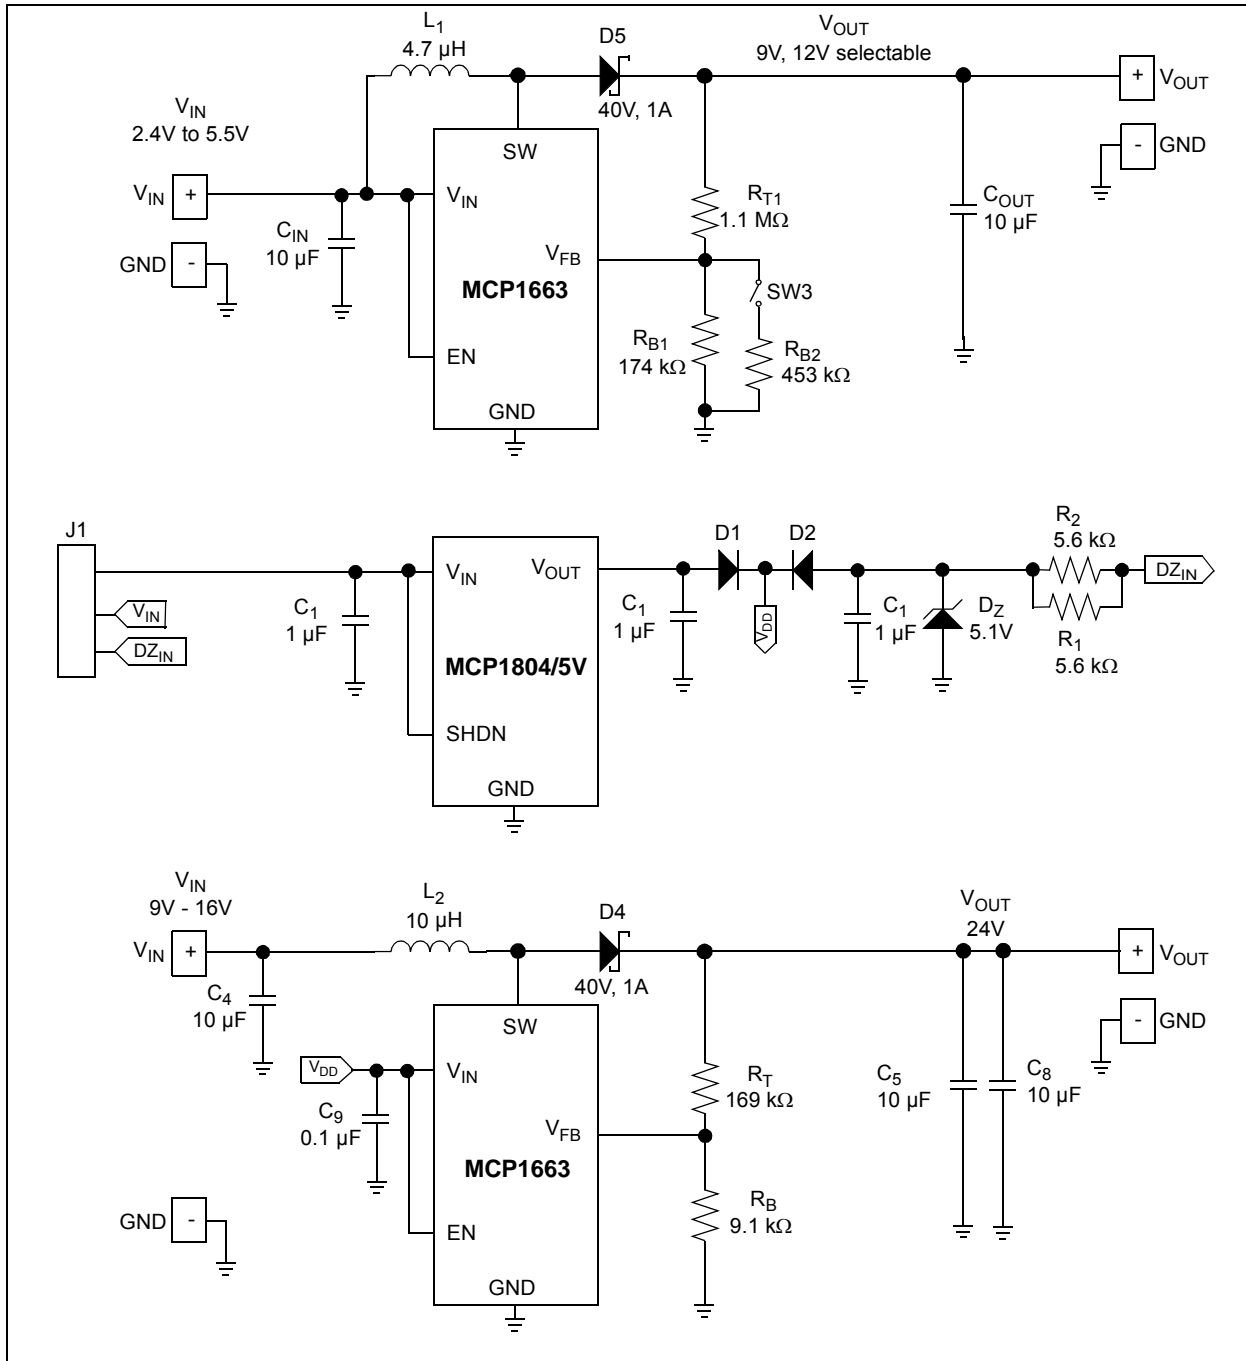 L1
4.7 µH
D5
40V, 1A
VOUT
9V, 12V selectable
+
VOUT
-
GND
VIN
2.4V to 5.5V
VIN
+
GND
-
CIN
10 µF
SW
VIN
VFB
MCP1663
EN
GND
RT1
1.1 MΩ
SW3
RB1
174 kΩ
RB2
453 kΩ
COUT
10 µF
J1
VIN
DZIN
C1
1 µF
VIN
VOUT
MCP1804/5V
SHDN
GND
C1
1 µF
D1
D2
VDD
C1
1 µF
DZ
5.1V
R2
5.6 kΩ
R1
5.6 kΩ
DZIN
VIN
9V - 16V
VIN
+
C4
10 µF
L2
10 µH
D4
40V, 1A
VOUT
24V
+
VOUT
-
GND
VDD
C9
0.1 µF
SW
VIN
VFB
MCP1663
EN
GND
RT
169 kΩ
RB
9.1 kΩ
C5
10 µF
C8
10 µF
GND
-